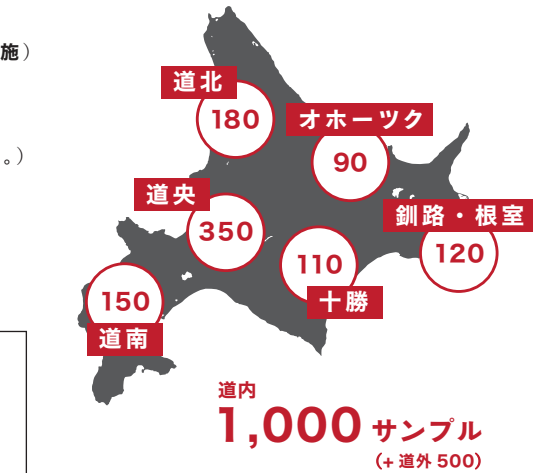 施）
。）
道北
180
オホーツク
90
道央
350
釧路・根室
120
110
十勝
150
道南
道内
1,000 サンプル
(+ 道外 500)